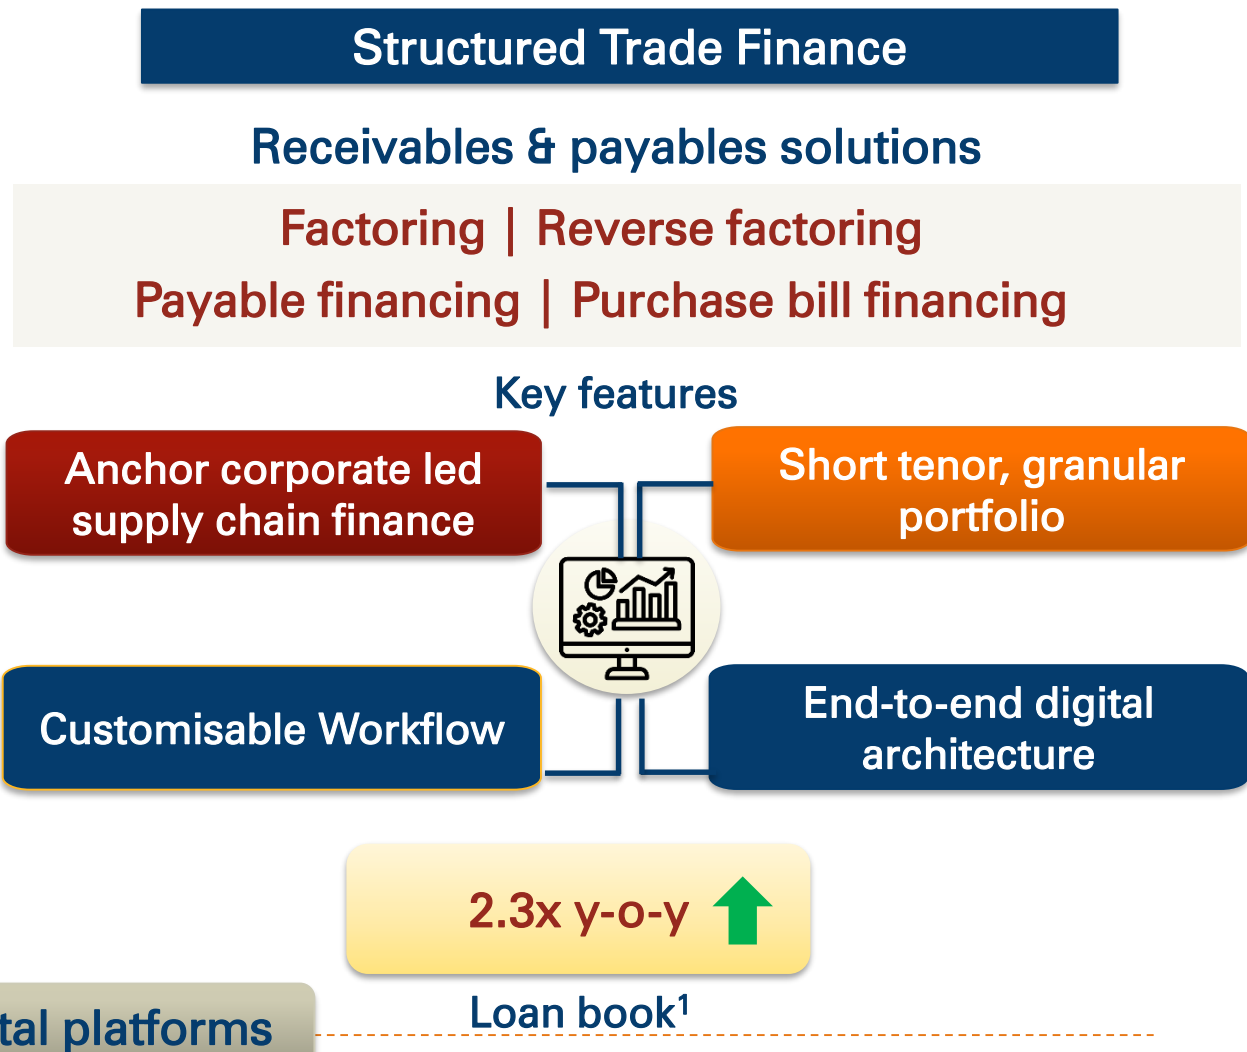 Structured Trade Finance
Receivables & payables solutions
Factoring | Reverse factoring
Payable financing | Purchase bill financing
Key features
Anchor corporate led
supply chain finance
Short tenor, granular
portfolio
Customisable Workflow
End-to-end digital
architecture
2.3x y-o-y
Loan book¹
platforms